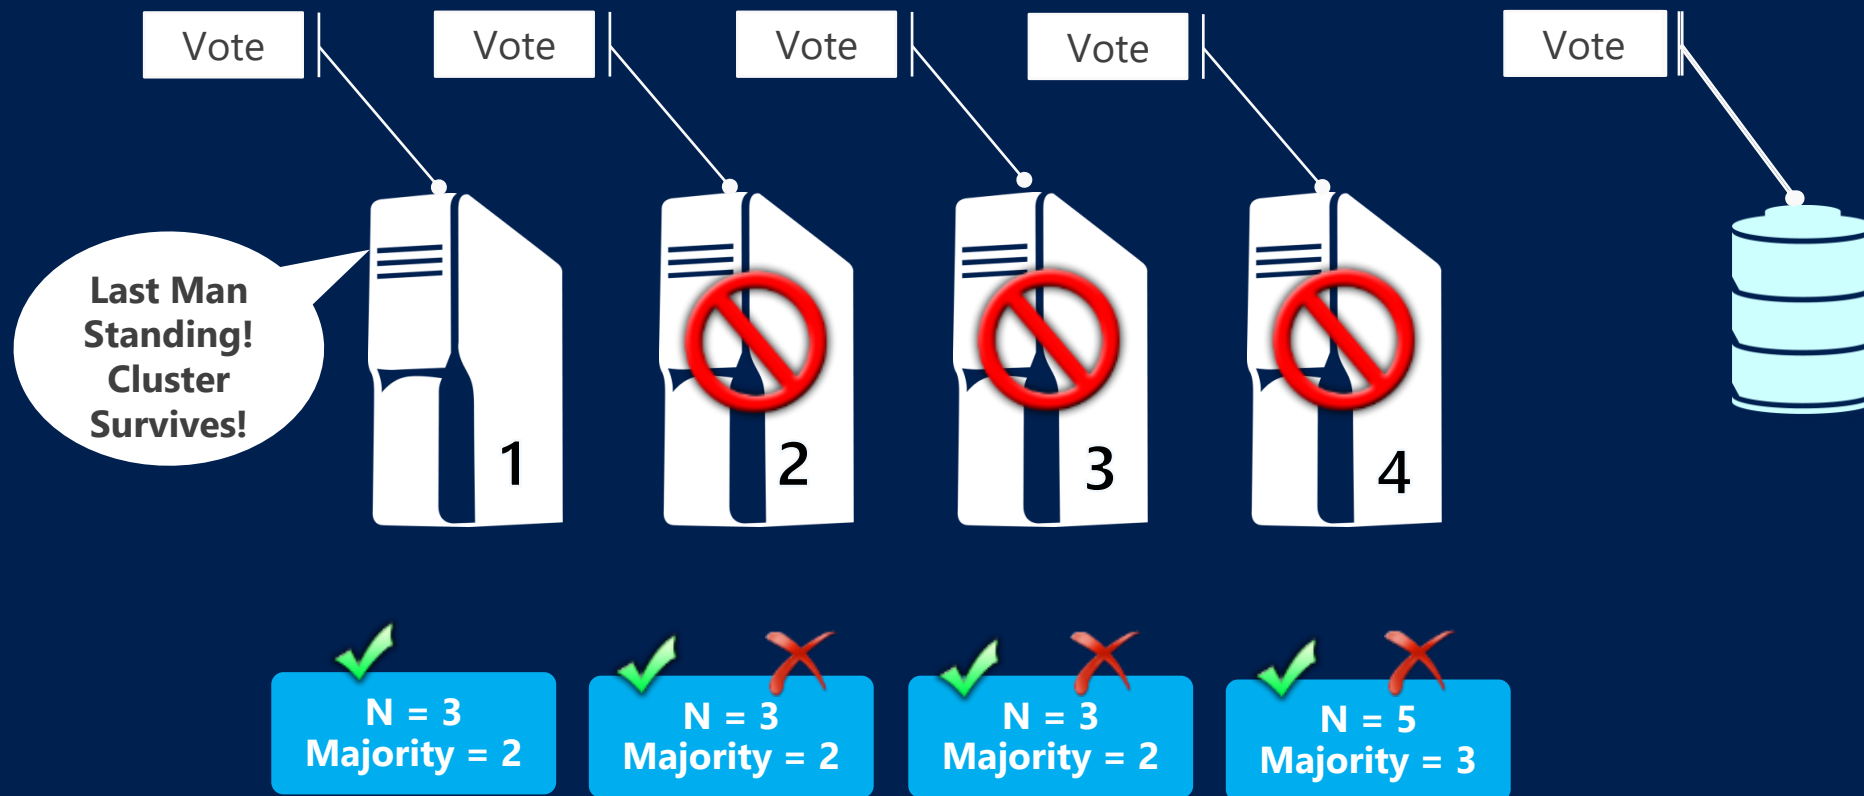 Vote
Vote
Vote
Vote
Vote
Last Man
Standing!
Cluster
Survives!
1
2
3
4
N = 3
Majority = 2
N = 3
Majority = 2
N = 3
Majority = 2
N = 5
Majority = 3